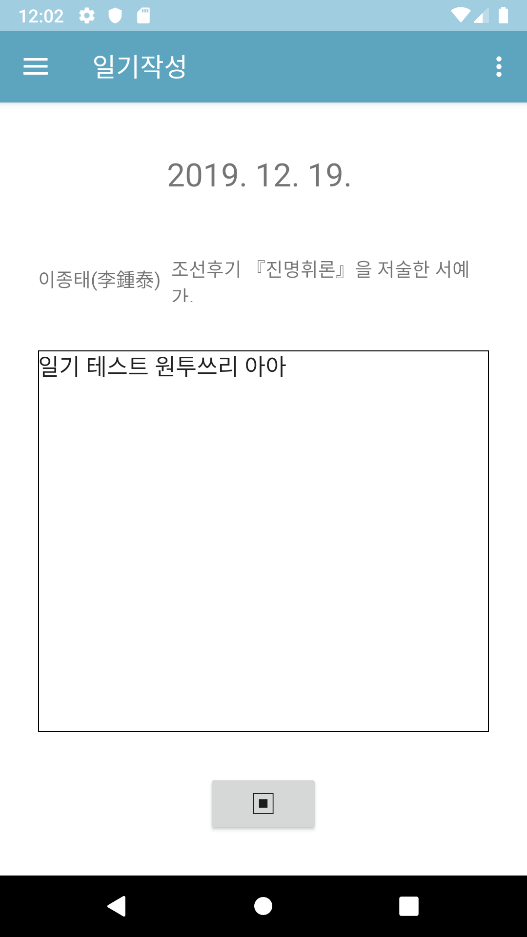 12:02
일기작성
2019. 12. 19.
이종태(李鍾泰)
조선후기 『진명휘론』을 저술한 서예
가.
일기 테스트 원투쓰리 아아
▣